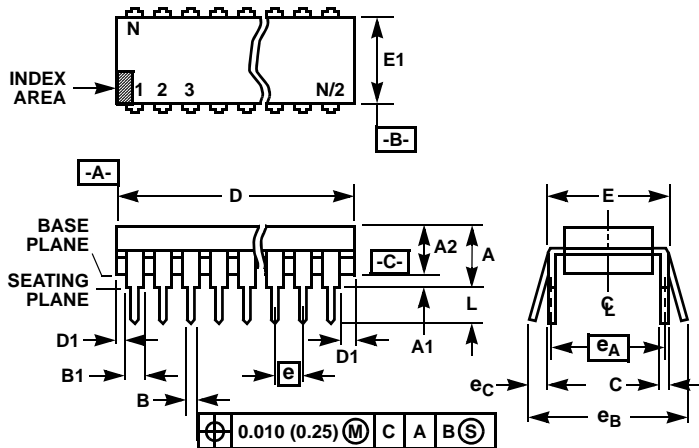 N
INDEX
AREA
1 2 3 N/2
E1
-B-
-A-
D
E
BASE
PLANE
A2
A
-C-
SEATING
PLANE
L
℄
D1
A1
D1
e
eA
B1
eC
C
B
eB
0.010 (0.25) Ⓜ C A B Ⓢ